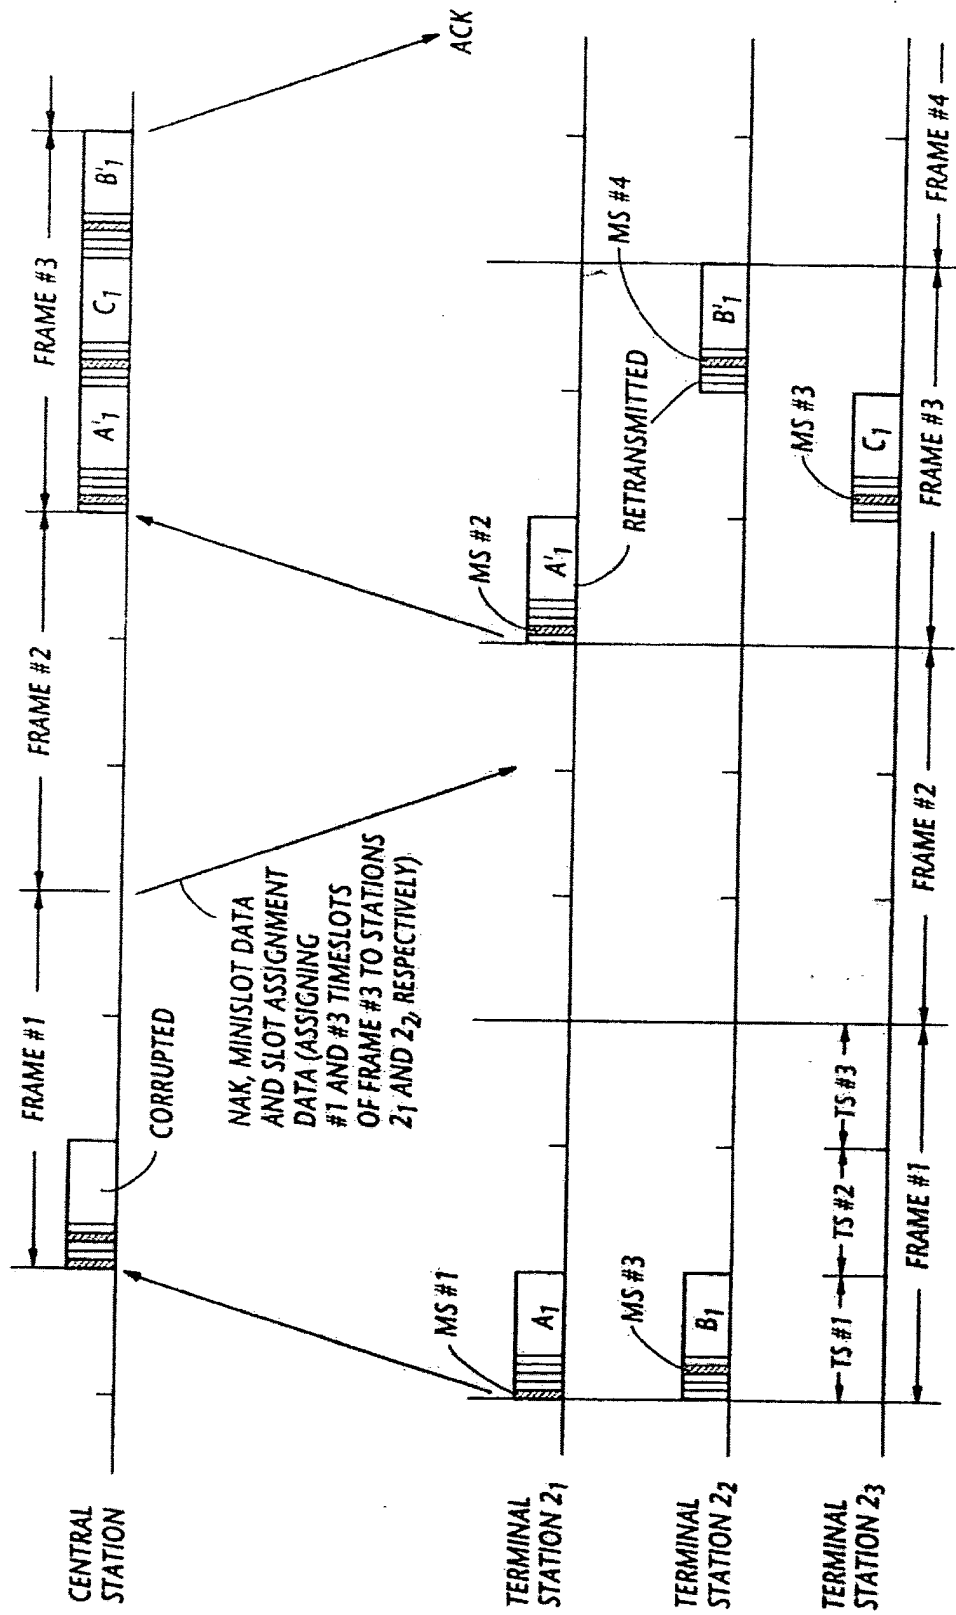 FRAME #1
FRAME #2
FRAME #3
CENTRAL
STATION
CORRUPTED
A'1
C1
B'1
NAK, MINISLOT DATA
AND SLOT ASSIGNMENT
DATA (ASSIGNING
#1 AND #3 TIMESLOTS
OF FRAME #3 TO STATIONS
21 AND 22, RESPECTIVELY)
ACK
TERMINAL
STATION 21
MS #1
A1
MS #2
A'1
RETRANSMITTED
TERMINAL
STATION 22
MS #3
B1
MS #4
B'1
TERMINAL
STATION 23
TS #1
TS #2
TS #3
MS #3
C1
FRAME #1
FRAME #2
FRAME #3
FRAME #4